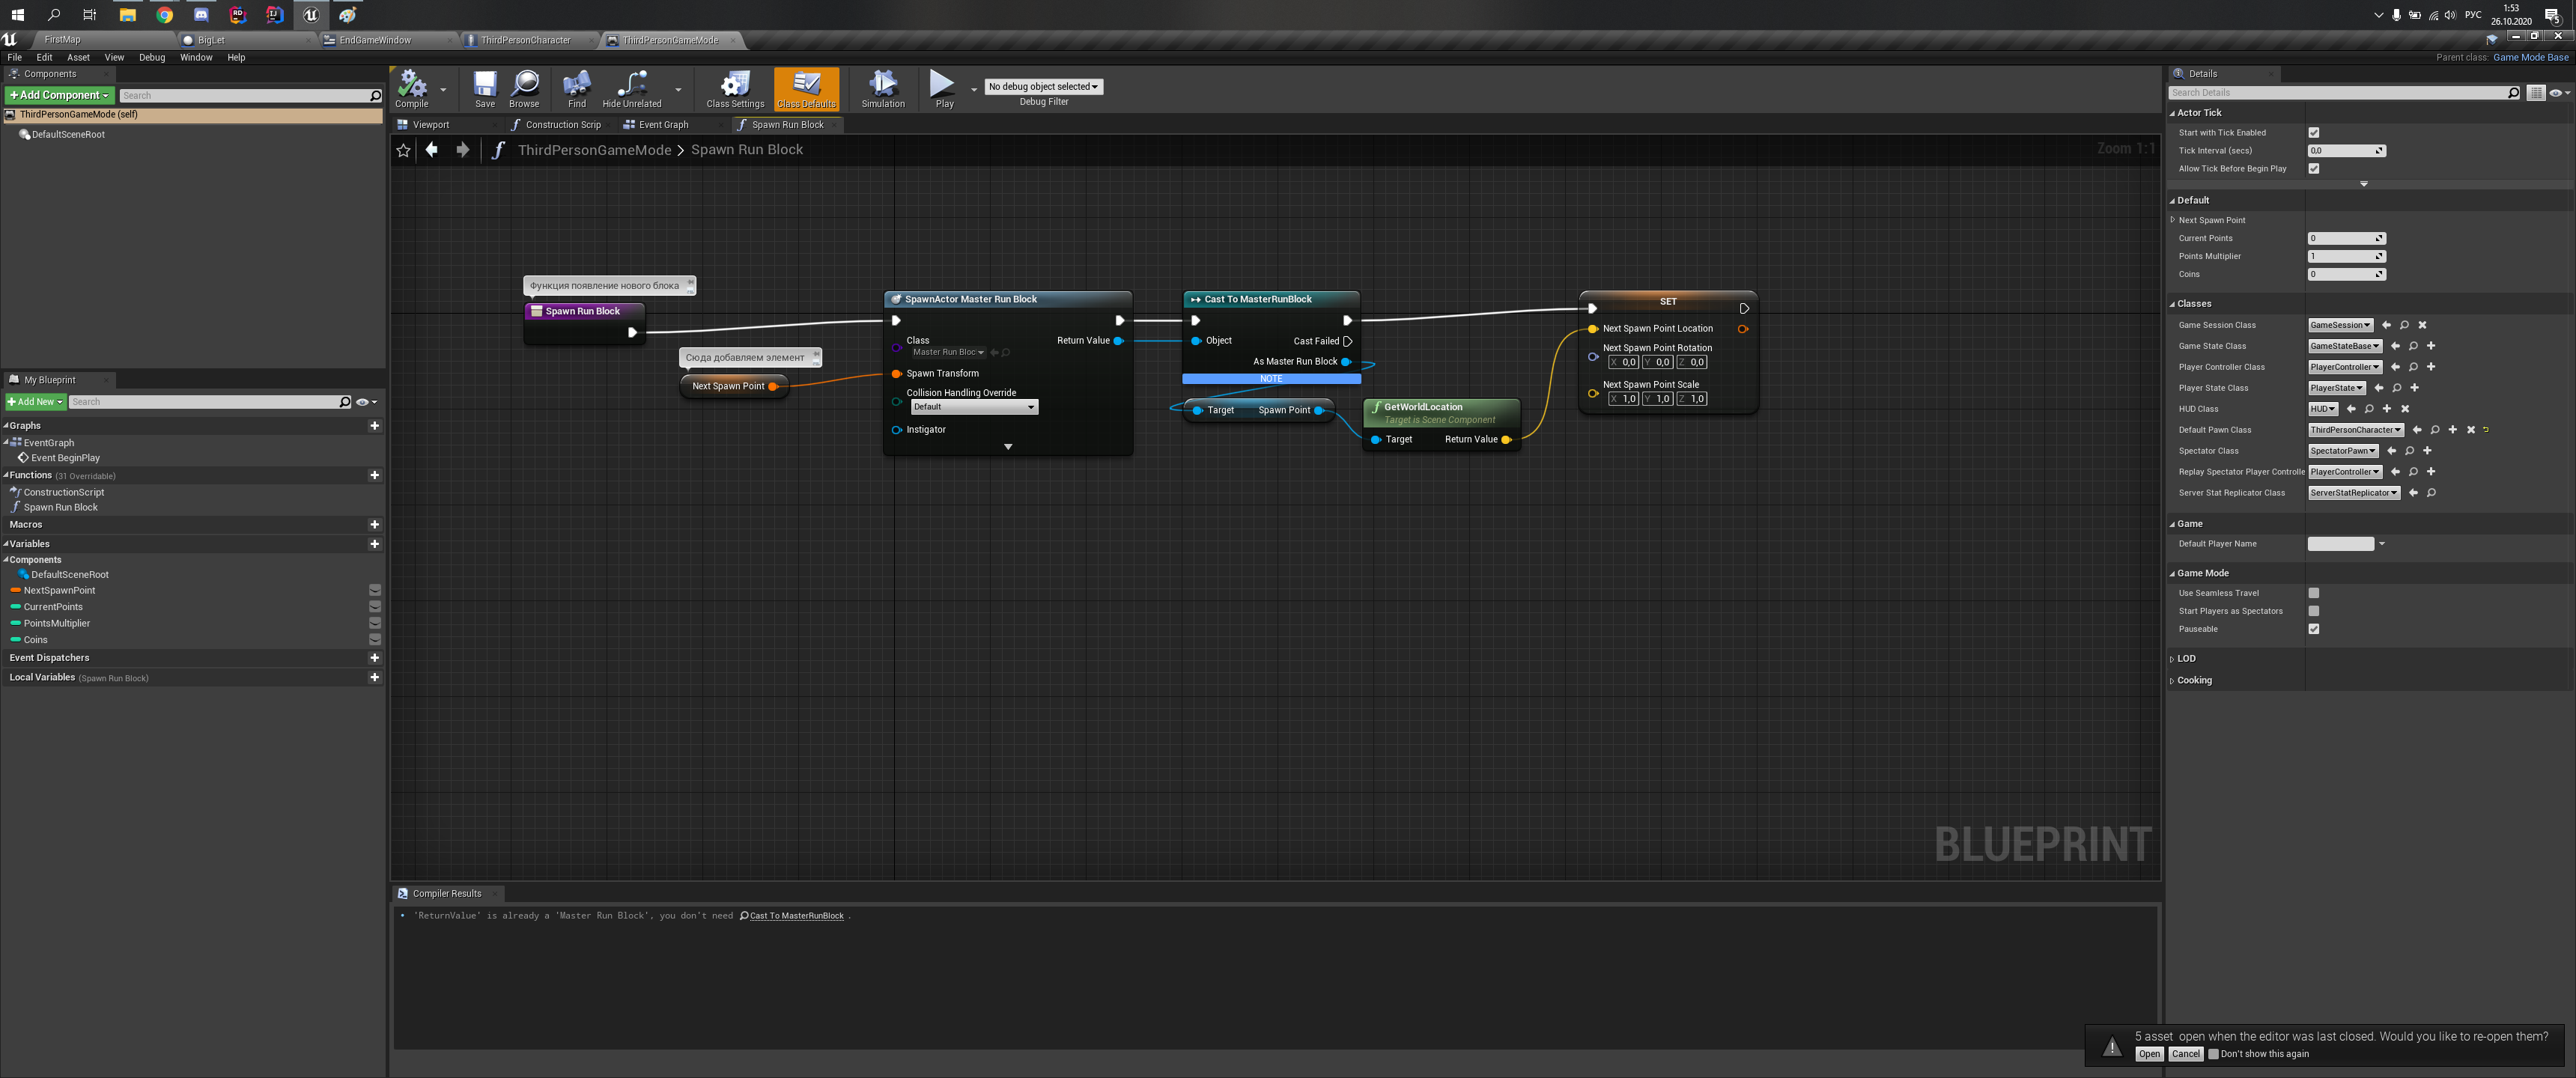 1:53
РУС
26.10.2020
5
FirstMap
BigLet
EndGameWindow
ThirdPersonCharacter
ThirdPersonGameMode
File Edit Asset View Debug Window Help
Parent class: Game Mode Base
Components
+Add Component
Search
ThirdPersonGameMode (self)
DefaultSceneRoot
Compile
Save
Browse
Find
Hide Unrelated
Class Settings
Class Defaults
Simulation
Play
No debug object selected
Debug Filter
Viewport
Construction Scrip
Event Graph
Spawn Run Block
ThirdPersonGameMode > Spawn Run Block
Zoom 1:1
Функция появление нового блока
Spawn Run Block
Сюда добавляем элемент
Next Spawn Point
SpawnActor Master Run Block
Class
Master Run Bloc
Return Value
Spawn Transform
Collision Handling Override
Default
Instigator
Cast To MasterRunBlock
Object
Cast Failed
As Master Run Block
NOTE
Target Spawn Point
GetWorldLocation
Target is Scene Component
Target Return Value
SET
Next Spawn Point Location
Next Spawn Point Rotation
X 0,0 Y 0,0 Z 0,0
Next Spawn Point Scale
X 1,0 Y 1,0 Z 1,0
BLUEPRINT
My Blueprint
+Add New
Search
Graphs
EventGraph
Event BeginPlay
Functions (31 Overridable)
ConstructionScript
Spawn Run Block
Macros
Variables
Components
DefaultSceneRoot
NextSpawnPoint
CurrentPoints
PointsMultiplier
Coins
Event Dispatchers
Local Variables (Spawn Run Block)
Compiler Results
'ReturnValue' is already a 'Master Run Block', you don't need Cast To MasterRunBlock .
Details
Search Details
Actor Tick
Start with Tick Enabled
Tick Interval (secs) 0,0
Allow Tick Before Begin Play
Default
Next Spawn Point
Current Points 0
Points Multiplier 1
Coins 0
Classes
Game Session Class GameSession
Game State Class GameStateBase
Player Controller Class PlayerController
Player State Class PlayerState
HUD Class HUD
Default Pawn Class ThirdPersonCharacter
Spectator Class SpectatorPawn
Replay Spectator Player Controlle PlayerController
Server Stat Replicator Class ServerStatReplicator
Game
Default Player Name
Game Mode
Use Seamless Travel
Start Players as Spectators
Pauseable
LOD
Cooking
5 asset open when the editor was last closed. Would you like to re-open them?
Open Cancel Don't show this again